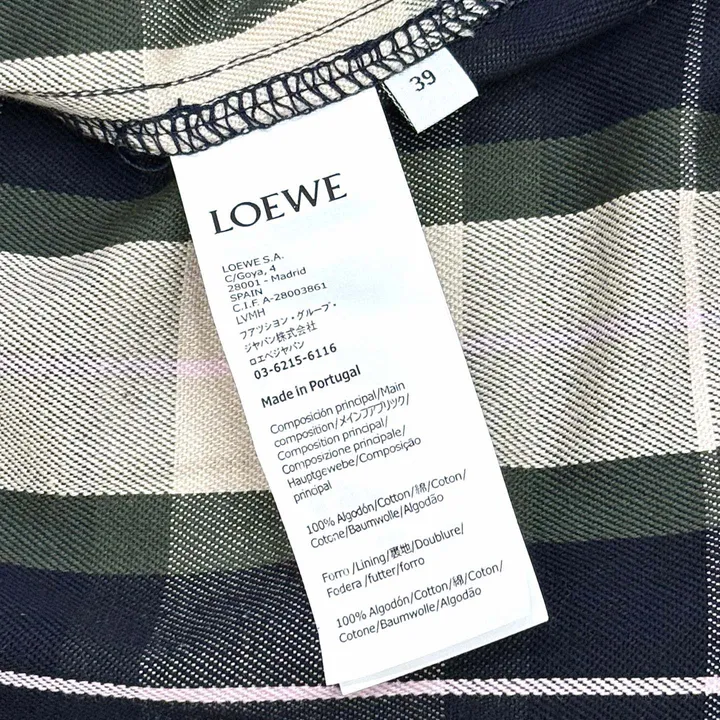 39
LOEWE
LOEWE S.A.
C/Goya, 4
28001 - Madrid
SPAIN
C.I.F. A-28003861
LVMH
ファッション・グループ・
ジャパン株式会社
ロエベジャパン
03-6215-6116
Made in Portugal
Composición principal/Main
composition/メインファブリック/
Composition principal/
Composizione principale/
Hauptgewebe/Composição
principal
100% Algodón/Cotton/綿/Coton/
Cotone/Baumwolle/Algodão
Forro/Lining/裏地/Doublure/
Fodera /futter/forro
100% Algodón/Cotton/綿/Coton/
Cotone/Baumwolle/Algodão